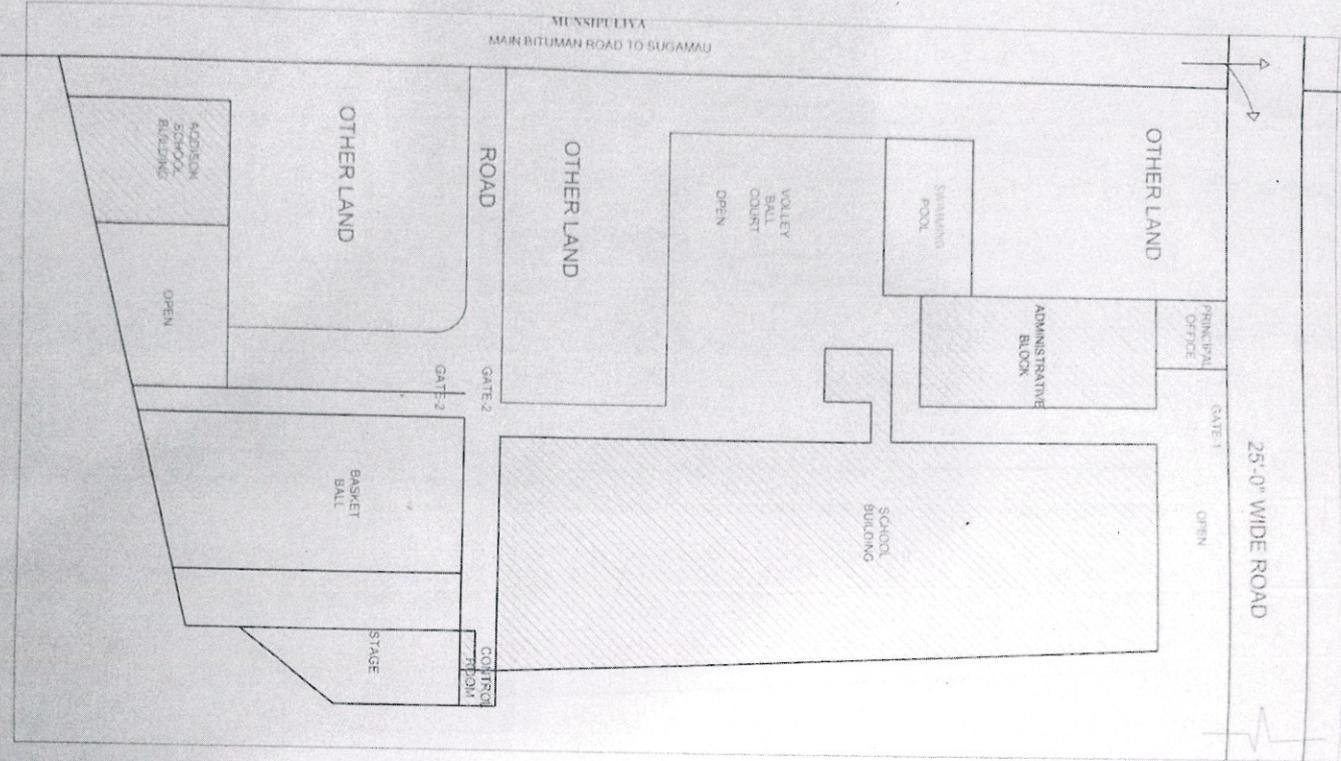 MUNSIPULIYA
MAIN BITUMAN ROAD TO SUGAMAU
ADDISON
SCHOOL
BUILDING
OTHER LAND
ROAD
OTHER LAND
VOLLEY
BALL
COURT
OPEN
SWIMMING
POOL
OTHER LAND
OPEN
ADMINISTRATIVE
BLOCK
PRINCIPAL
OFFICE
GATE-2
GATE-2
GATE-1
25'-0" WIDE ROAD
BASKET
BALL
SCHOOL
BUILDING
OPEN
STAGE
CONTROL
ROOM